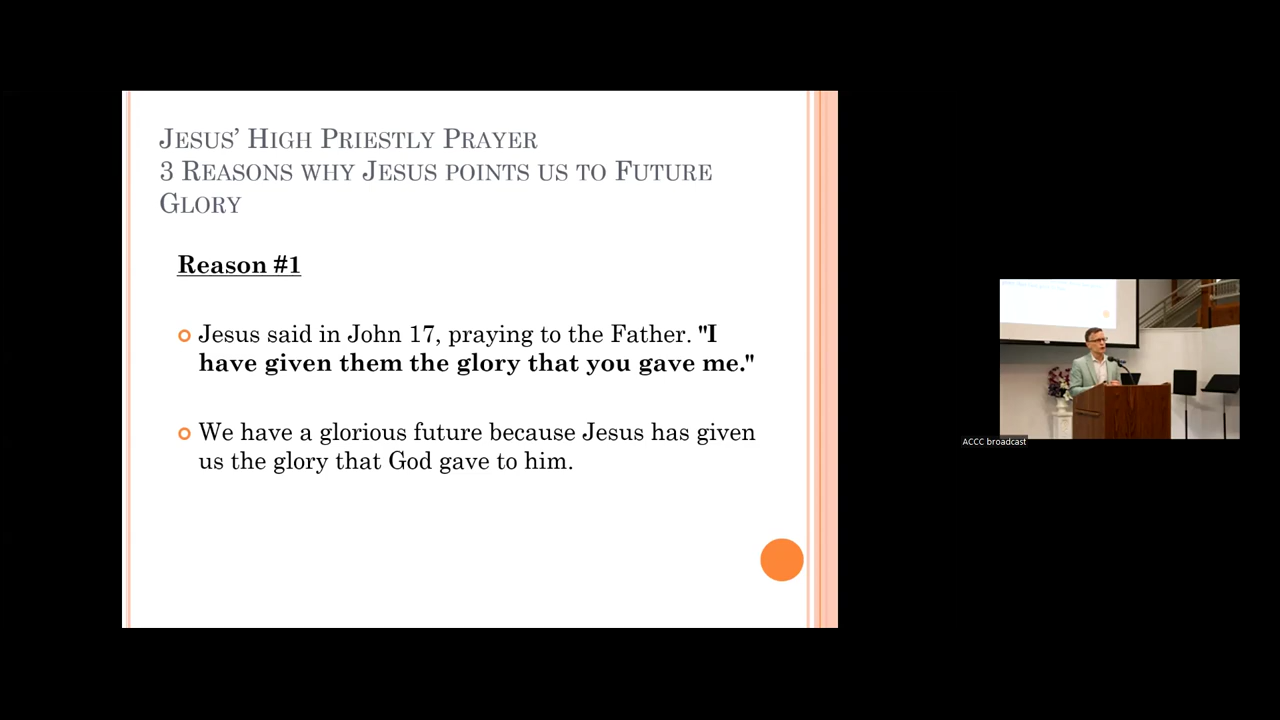 Jesus’ High Priestly Prayer
3 Reasons why Jesus points us to Future
Glory
Reason #1
Jesus said in John 17, praying to the Father. "I
have given them the glory that you gave me."
We have a glorious future because Jesus has given
us the glory that God gave to him.
ACCC broadcast